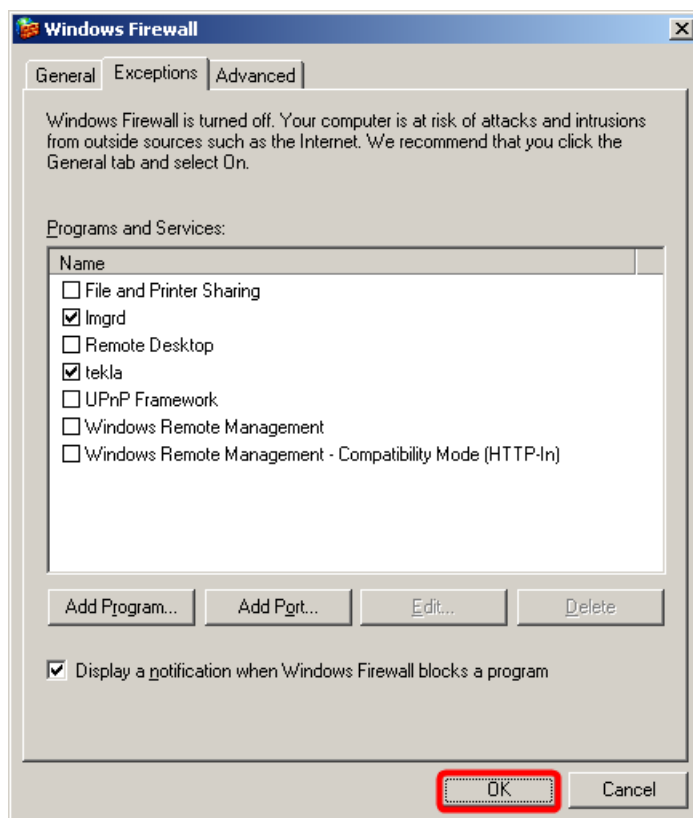 Windows Firewall
General Exceptions Advanced
Windows Firewall is turned off. Your computer is at risk of attacks and intrusions
from outside sources such as the Internet. We recommend that you click the
General tab and select On.
Programs and Services:
Name
File and Printer Sharing
lmgrd
Remote Desktop
tekla
UPnP Framework
Windows Remote Management
Windows Remote Management - Compatibility Mode (HTTP-In)
Add Program... Add Port... Edit... Delete
Display a notification when Windows Firewall blocks a program
OK Cancel